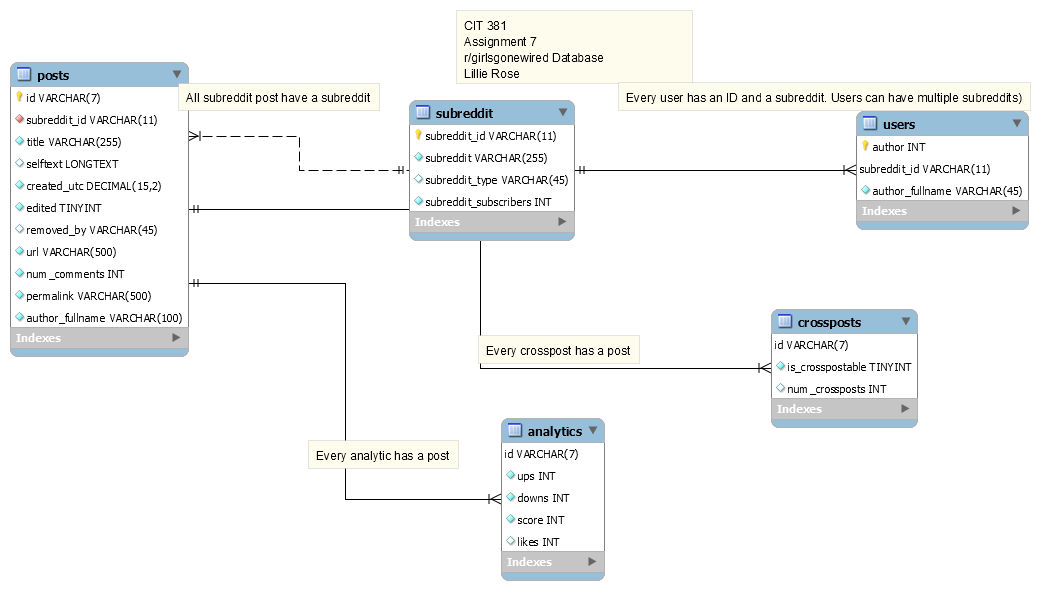 CIT 381
Assignment 7
r/girlsgonewired Database
Lillie Rose
posts
id VARCHAR(7)
subreddit_id VARCHAR(11)
title VARCHAR(255)
selftext LONGTEXT
created_utc DECIMAL(15,2)
edited TINYINT
removed_by VARCHAR(45)
url VARCHAR(500)
num_comments INT
permalink VARCHAR(500)
author_fullname VARCHAR(100)
Indexes
All subreddit post have a subreddit
subreddit
subreddit_id VARCHAR(11)
subreddit VARCHAR(255)
subreddit_type VARCHAR(45)
subreddit_subscribers INT
Indexes
Every user has an ID and a subreddit. Users can have multiple subreddits)
users
author INT
subreddit_id VARCHAR(11)
author_fullname VARCHAR(45)
Indexes
Every crosspost has a post
crossposts
id VARCHAR(7)
is_crosspostable TINYINT
num_crossposts INT
Indexes
Every analytic has a post
analytics
id VARCHAR(7)
ups INT
downs INT
score INT
likes INT
Indexes